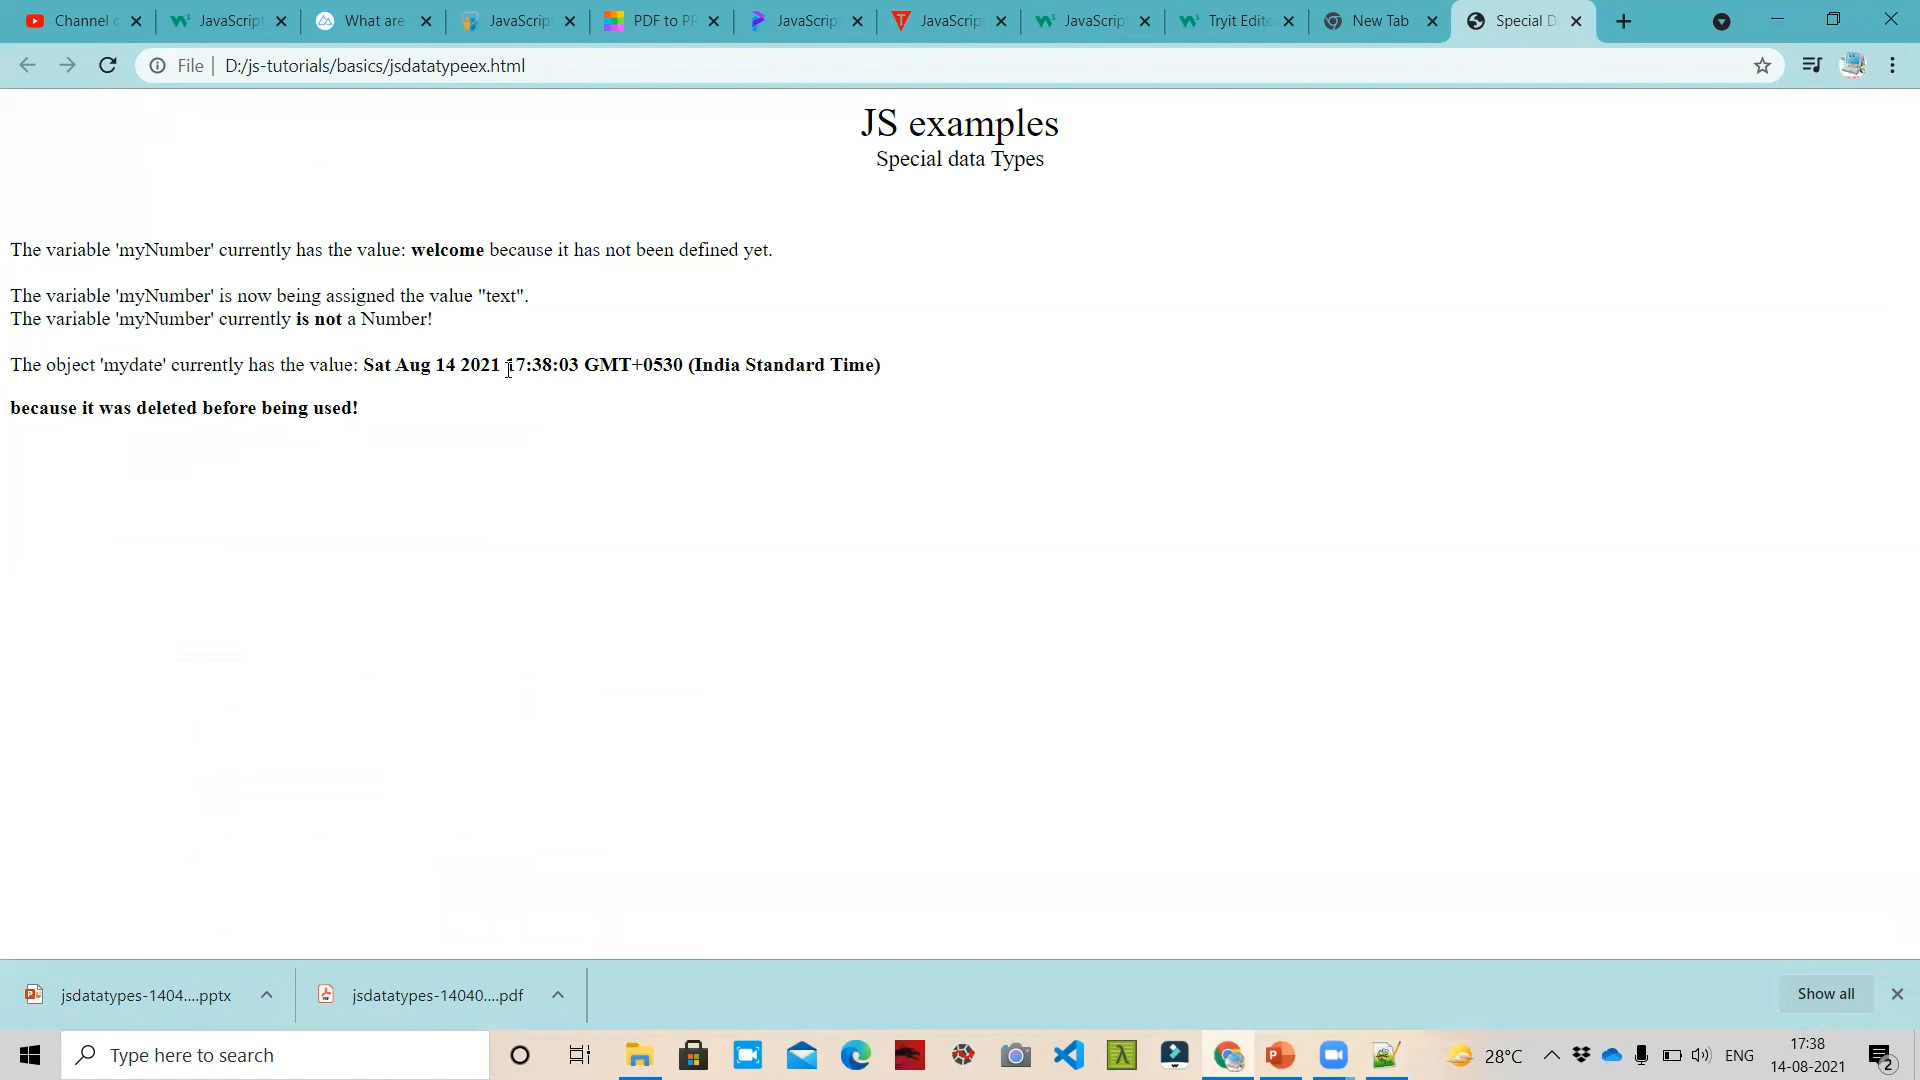 Channel c
JavaScript
What are
JavaScript
PDF to PP
JavaScrip
JavaScrip
JavaScrip
Tryit Edito
New Tab
Special D
File
D:/js-tutorials/basics/jsdatatypeex.html
JS examples
Special data Types
The variable 'myNumber' currently has the value: welcome because it has not been defined yet.
The variable 'myNumber' is now being assigned the value "text".
The variable 'myNumber' currently is not a Number!
The object 'mydate' currently has the value: Sat Aug 14 2021 17:38:03 GMT+0530 (India Standard Time)
because it was deleted before being used!
jsdatatypes-1404....pptx
jsdatatypes-14040....pdf
Show all
Type here to search
28°C
ENG
17:38
14-08-2021
2